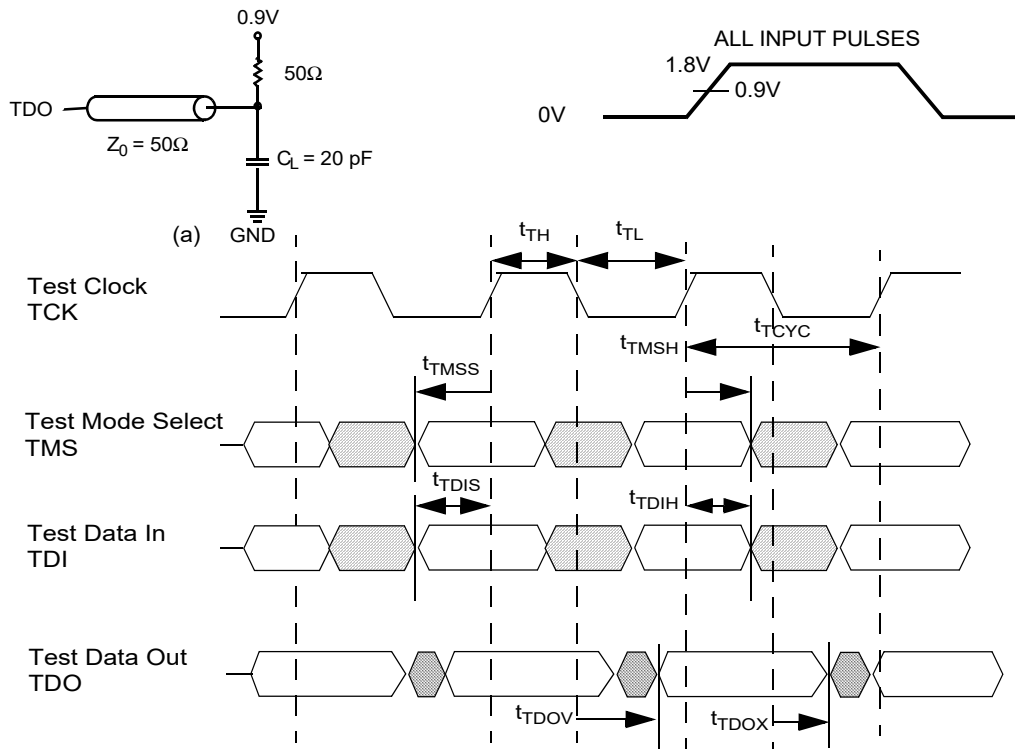 0.9V
ALL INPUT PULSES
50Ω
1.8V
0.9V
TDO
0V
Z0 = 50Ω
CL = 20 pF
(a)
GND
tTH
tTL
Test Clock
TCK
tTCYC
tTMSH
tTMSS
Test Mode Select
TMS
tTDIS
tTDIH
Test Data In
TDI
Test Data Out
TDO
tTDOV
tTDOX